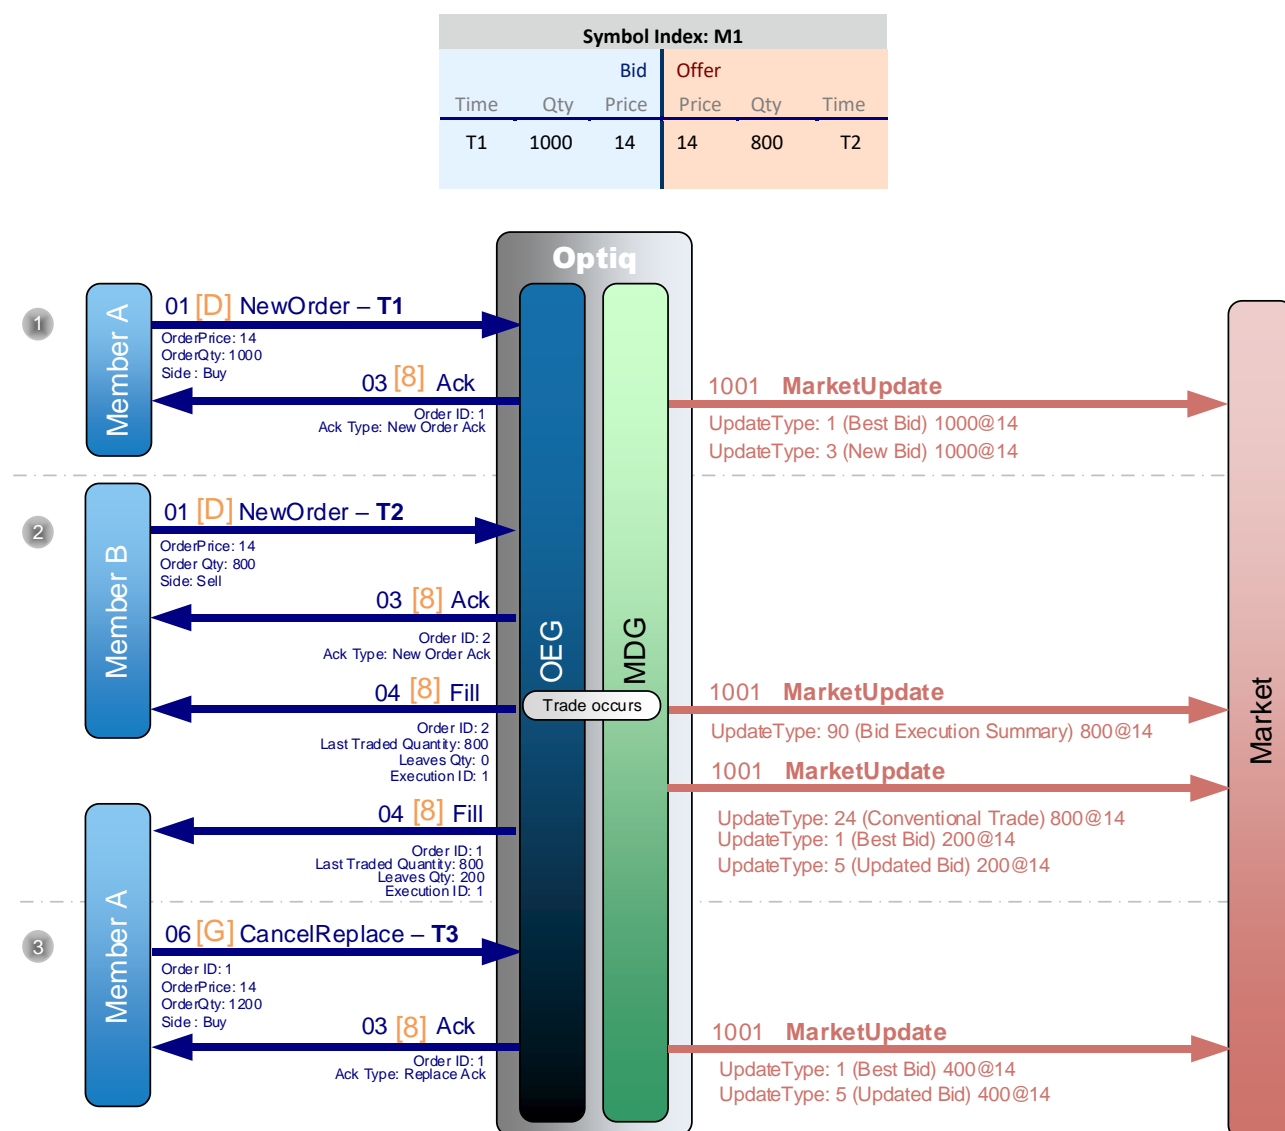 Symbol Index: M1
Bid Offer
Time Qty Price Price Qty Time
T1 1000 14 14 800 T2
Optiq
OEG
MDG
Market
1
Member A
01 [D] NewOrder – T1
OrderPrice: 14
OrderQty: 1000
Side : Buy
03 [8] Ack
Order ID: 1
Ack Type: New Order Ack
1001 MarketUpdate
UpdateType: 1 (Best Bid) 1000@14
UpdateType: 3 (New Bid) 1000@14
2
Member B
01 [D] NewOrder – T2
OrderPrice: 14
Order Qty: 800
Side: Sell
03 [8] Ack
Order ID: 2
Ack Type: New Order Ack
04 [8] Fill
Trade occurs
Order ID: 2
Last Traded Quantity: 800
Leaves Qty: 0
Execution ID: 1
1001 MarketUpdate
UpdateType: 90 (Bid Execution Summary) 800@14
1001 MarketUpdate
UpdateType: 24 (Conventional Trade) 800@14
UpdateType: 1 (Best Bid) 200@14
UpdateType: 5 (Updated Bid) 200@14
Member A
04 [8] Fill
Order ID: 1
Last Traded Quantity: 800
Leaves Qty: 200
Execution ID: 1
3
06 [G] CancelReplace – T3
Order ID: 1
OrderPrice: 14
OrderQty: 1200
Side : Buy
03 [8] Ack
Order ID: 1
Ack Type: Replace Ack
1001 MarketUpdate
UpdateType: 1 (Best Bid) 400@14
UpdateType: 5 (Updated Bid) 400@14